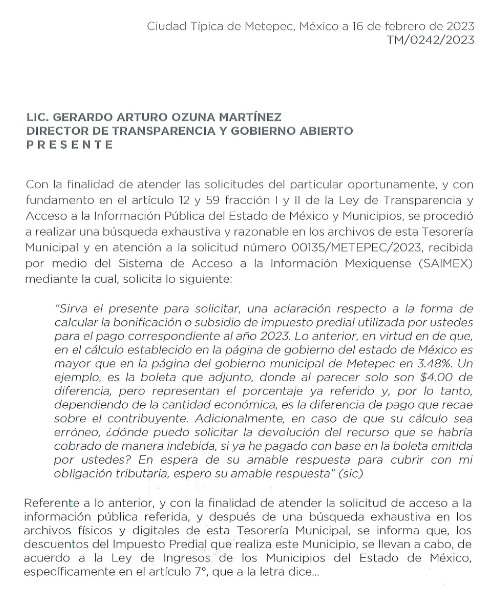 Ciudad Típica de Metepec, México a 16 de febrero de 2023
TM/0242/2023
LIC. GERARDO ARTURO OZUNA MARTÍNEZ
DIRECTOR DE TRANSPARENCIA Y GOBIERNO ABIERTO
P R E S E N T E
Con la finalidad de atender las solicitudes del particular oportunamente, y con
fundamento en el artículo 12 y 59 fracción I y II de la Ley de Transparencia y
Acceso a la Información Pública del Estado de México y Municipios, se procedió
a realizar una búsqueda exhaustiva y razonable en los archivos de esta Tesorería
Municipal y en atención a la solicitud número 00135/METEPEC/2023, recibida
por medio del Sistema de Acceso a la Información Mexiquense (SAIMEX)
mediante la cual, solicita lo siguiente:
"Sirva el presente para solicitar, una aclaración respecto a la forma de
calcular la bonificación o subsidio de impuesto predial utilizada por ustedes
para el pago correspondiente al año 2023. Lo anterior, en virtud en de que,
en el cálculo establecido en la página de gobierno del estado de México es
mayor que en la página del gobierno municipal de Metepec en 3.48%. Un
ejemplo, es la boleta que adjunto, donde al parecer solo son $4.00 de
diferencia, pero representan el porcentaje ya referido y, por lo tanto,
dependiendo de la cantidad económica, es la diferencia de pago que recae
sobre el contribuyente. Adicionalmente, en caso de que su cálculo sea
erróneo, ¿dónde puedo solicitar la devolución del recurso que se habría
cobrado de manera indebida, si ya he pagado con base en la boleta emitida
por ustedes? En espera de su amable respuesta para cubrir con mi
obligación tributaria, espero su amable respuesta" (sic)
Referente a lo anterior, y con la finalidad de atender la solicitud de acceso a la
información pública referida, y después de una búsqueda exhaustiva en los
archivos físicos y digitales de esta Tesorería Municipal, se informa que, los
descuentos del Impuesto Predial que realiza este Municipio, se llevan a cabo, de
acuerdo a la Ley de Ingresos de los Municipios del Estado de México,
específicamente en el artículo 7°, que a la letra dice...